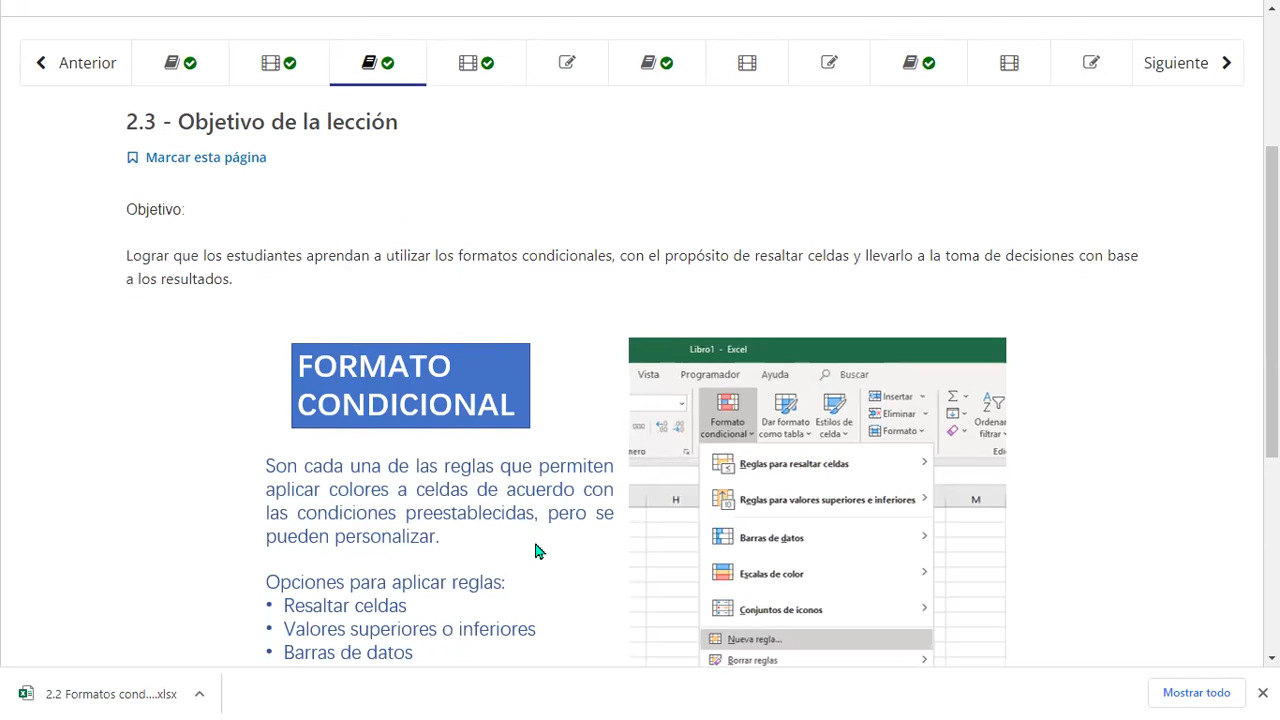 Anterior
Siguiente
2.3 - Objetivo de la lección
Marcar esta página
Objetivo:
Lograr que los estudiantes aprendan a utilizar los formatos condicionales, con el propósito de resaltar celdas y llevarlo a la toma de decisiones con base
a los resultados.
FORMATO
CONDICIONAL
Son cada una de las reglas que permiten
aplicar colores a celdas de acuerdo con
las condiciones preestablecidas, pero se
pueden personalizar.
Opciones para aplicar reglas:
• Resaltar celdas
• Valores superiores o inferiores
• Barras de datos
Libro1 - Excel
Vista Programador Ayuda Buscar
Formato
condicional
Dar formato
como tabla
Estilos de
celda
Insertar
Eliminar
Formato
Ordenar
filtrar
mero
Edi
H M
Reglas para resaltar celdas
Reglas para valores superiores e inferiores
Barras de datos
Escalas de color
Conjuntos de iconos
Nueva regla...
Borrar reglas
2.2 Formatos cond....xlsx
Mostrar todo